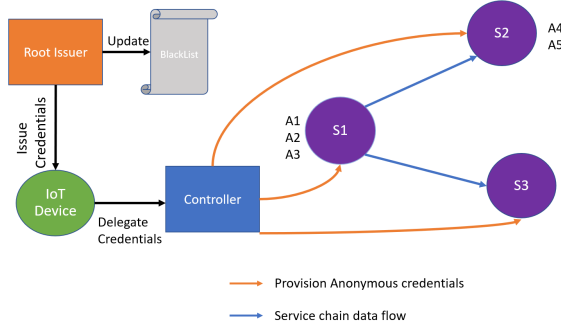 Root Issuer
Update
BlackList
S2
A4
A5
Issue
Credentials
A1
A2
A3
S1
IoT
Device
Delegate
Credentials
Controller
S3
Provision Anonymous credentials
Service chain data flow